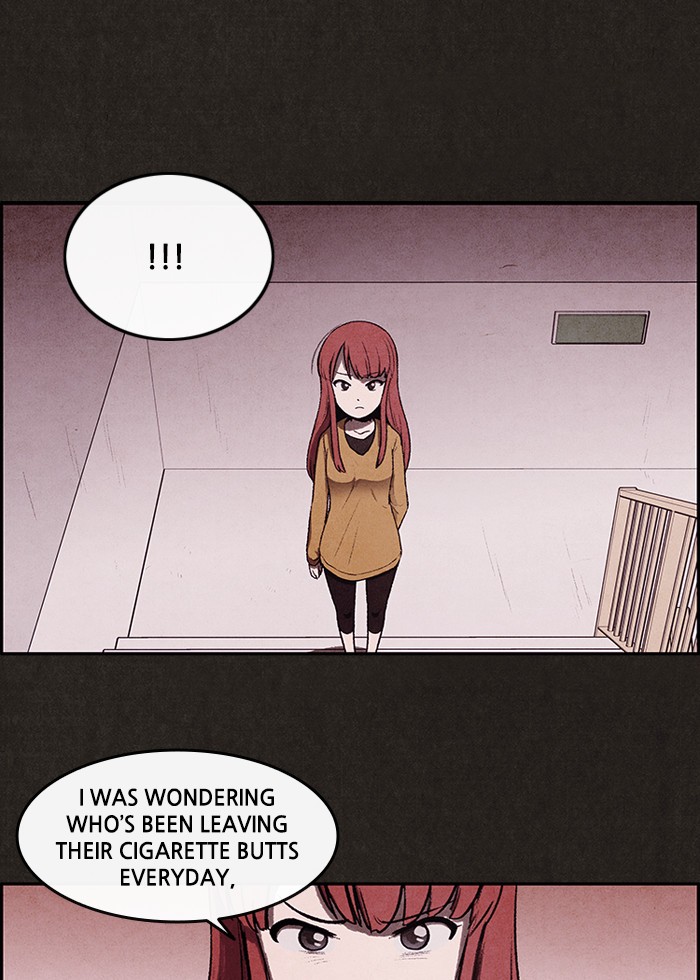 !!!
I WAS WONDERING
WHO'S BEEN LEAVING
THEIR CIGARETTE BUTTS
EVERYDAY,